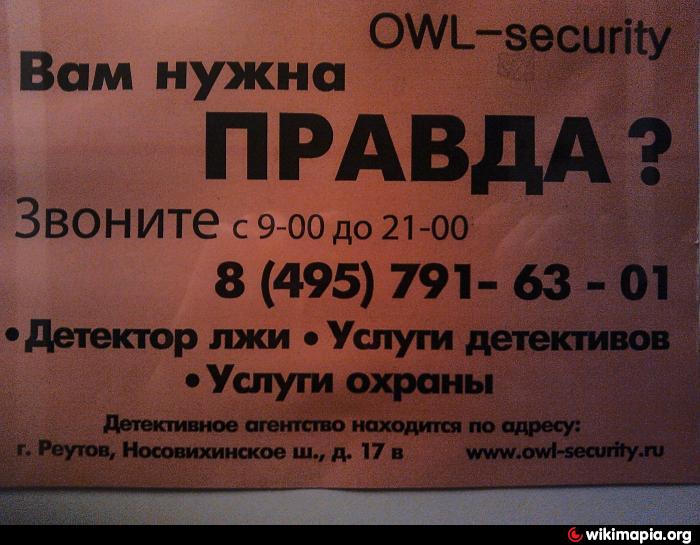 OWL-security
Вам нужна
ПРАВДА?
Звоните с 9-00 до 21-00
8 (495) 791- 63 - 01
•Детектор лжи •Услуги детективов
•Услуги охраны
Детективное агентство находится по адресу:
г. Реутов, Носовихинское ш., д. 17 в www.owl-security.ru
wikimapia.org